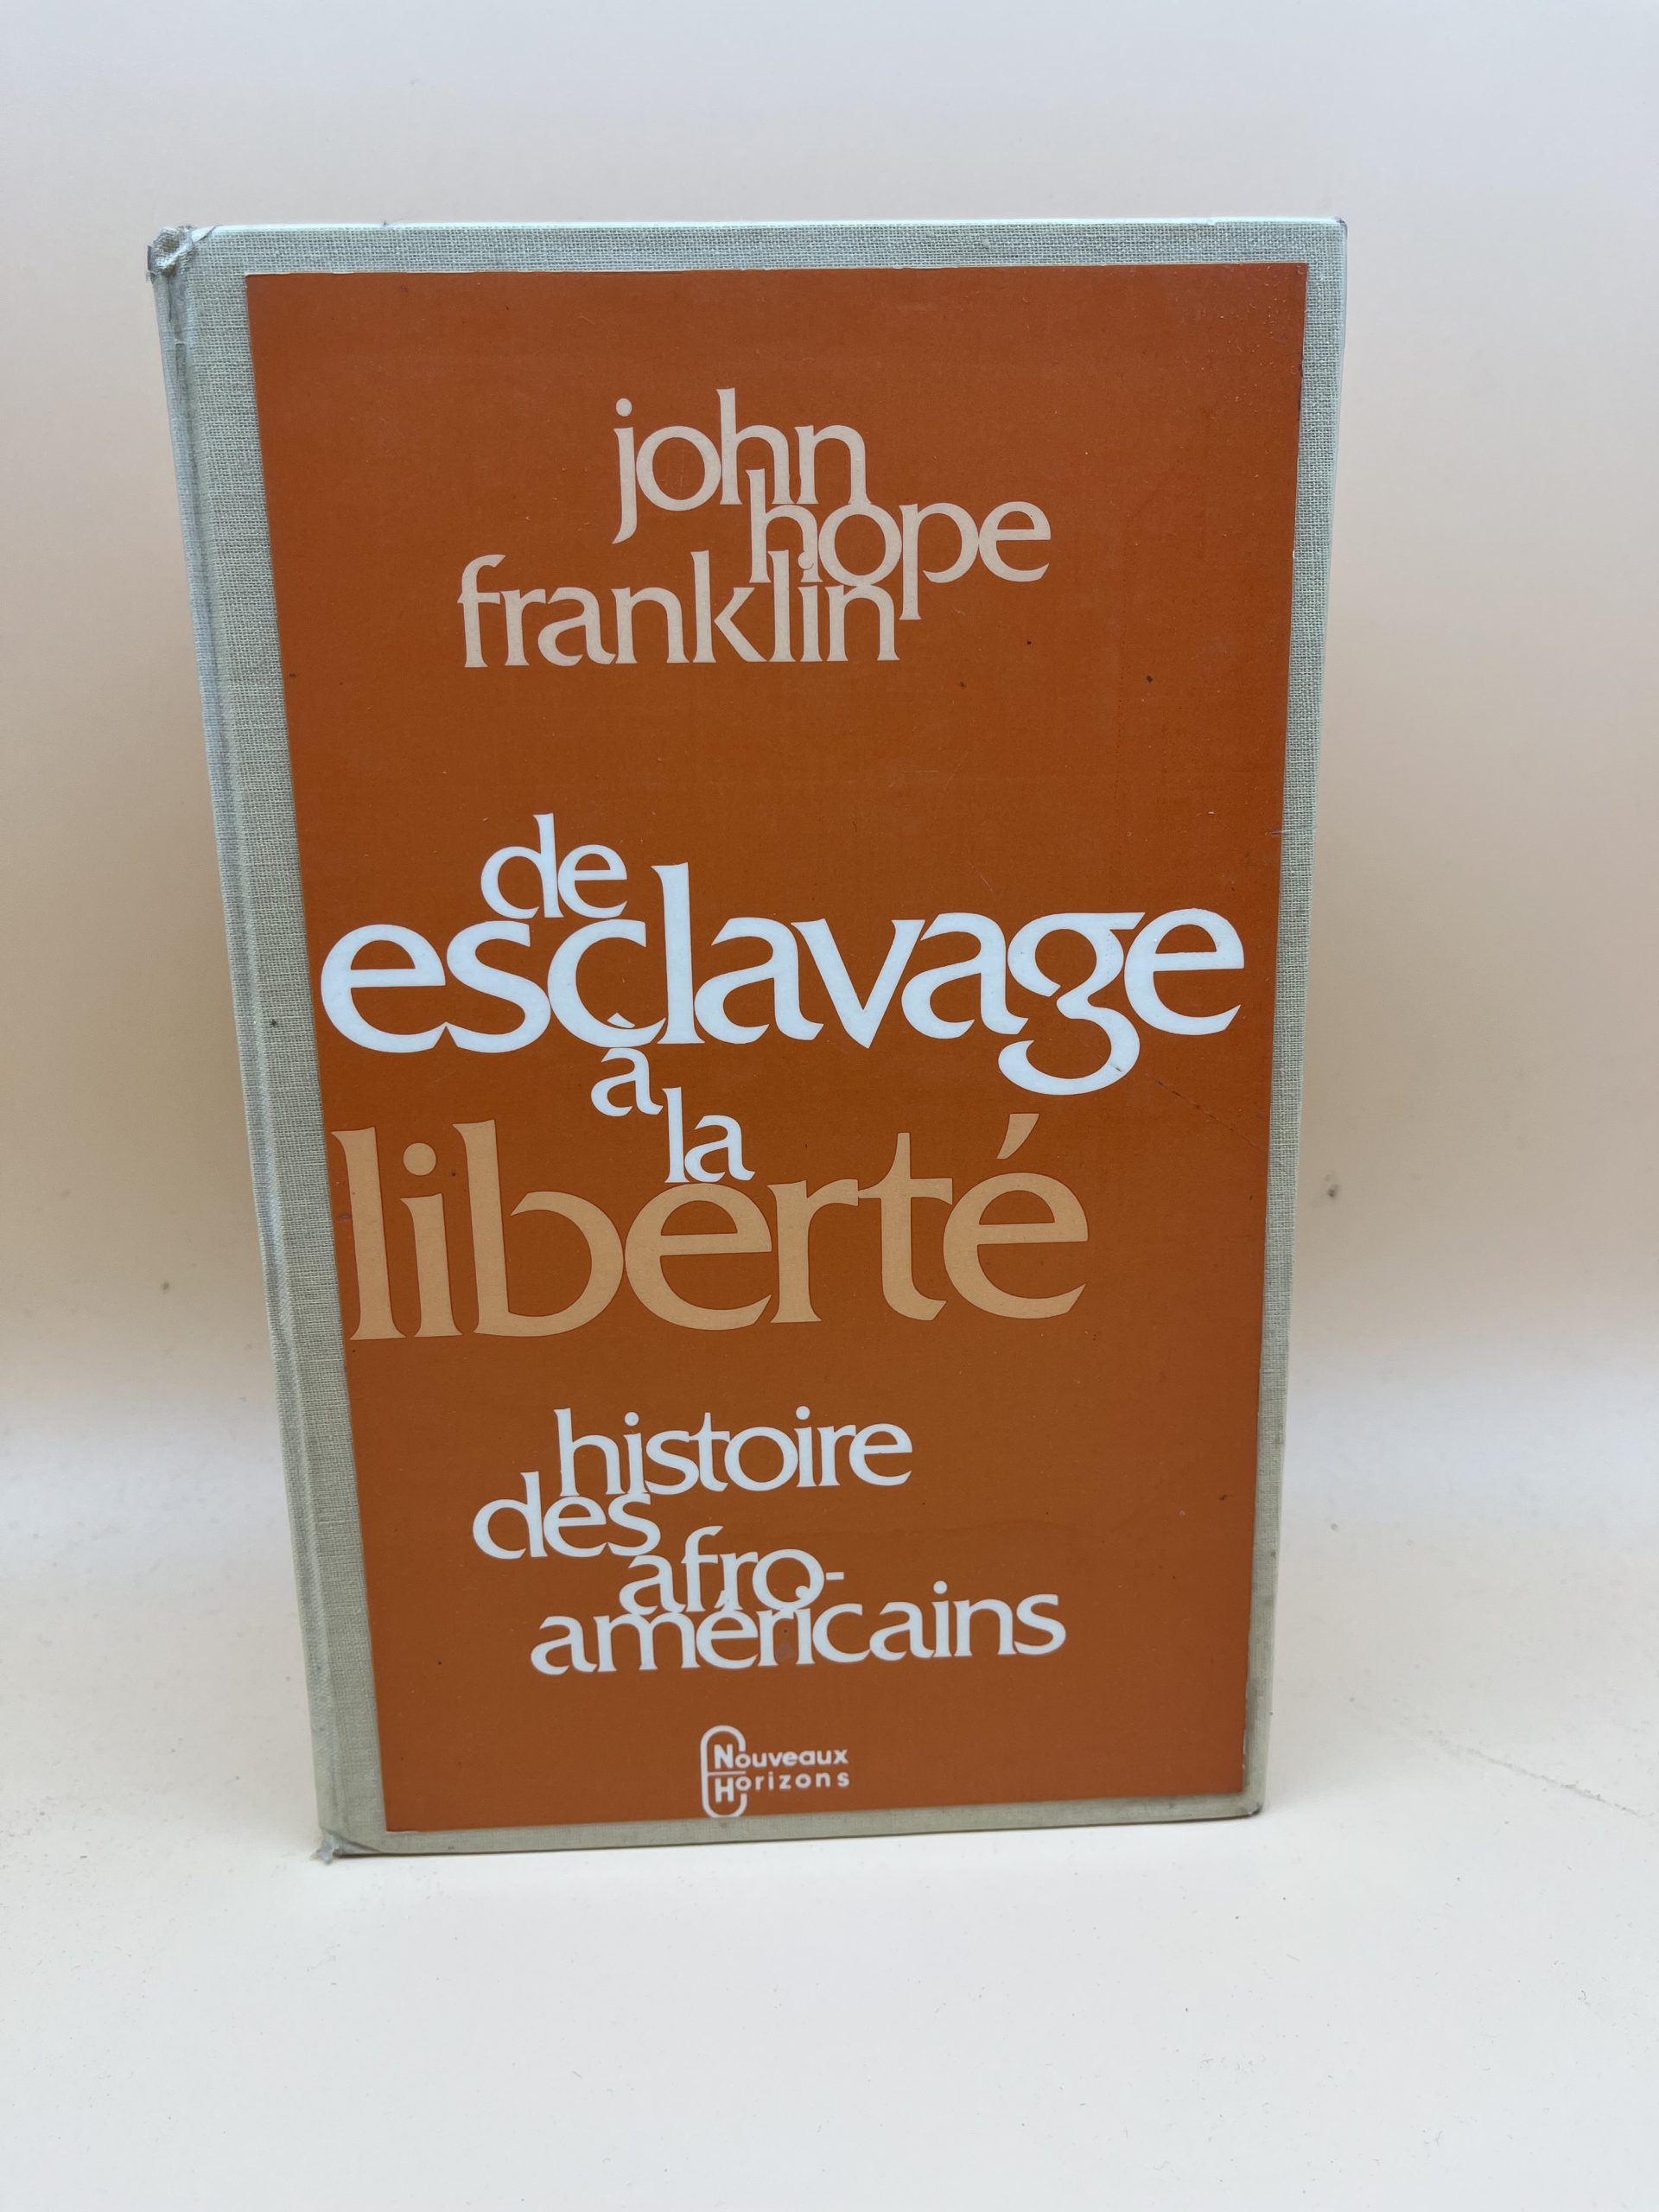 john
hope
franklin
de
esclavage
à
la
liberté
histoire
des
afro-
américains
Nouveaux
Horizons